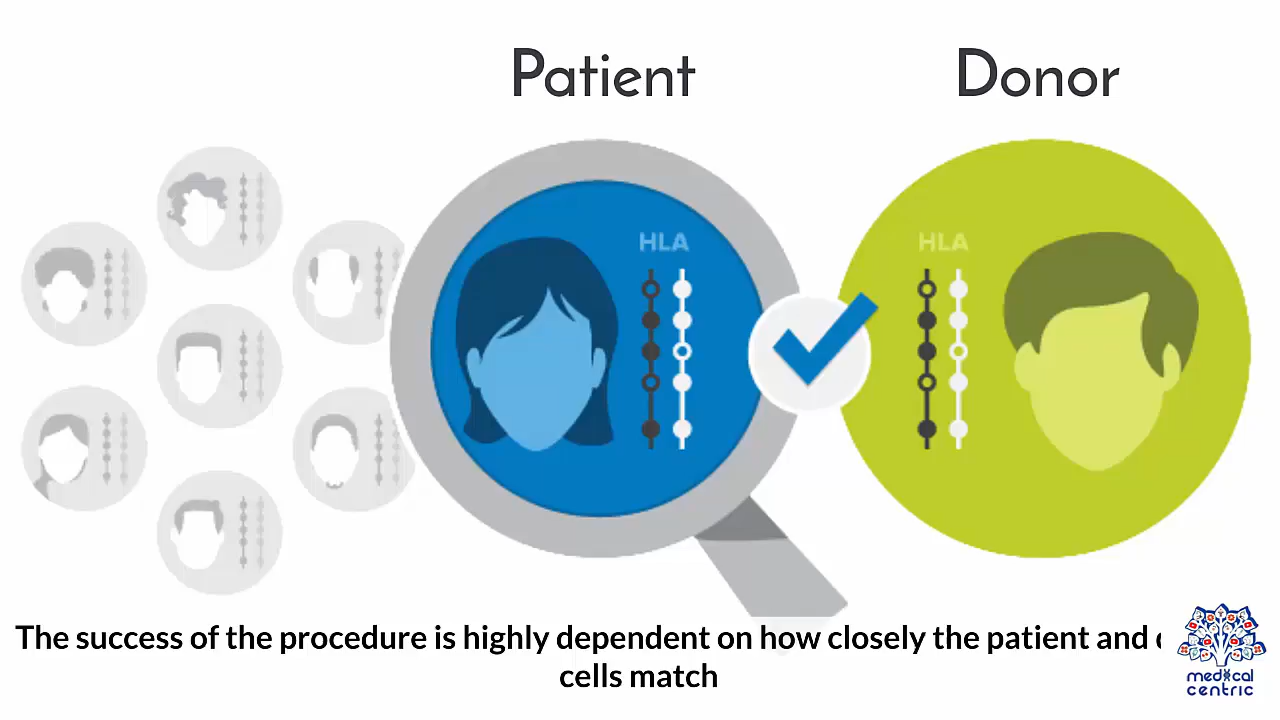 Patient
Donor
HLA
HLA
The success of the procedure is highly dependent on how closely the patient and
cells match
medical
centric